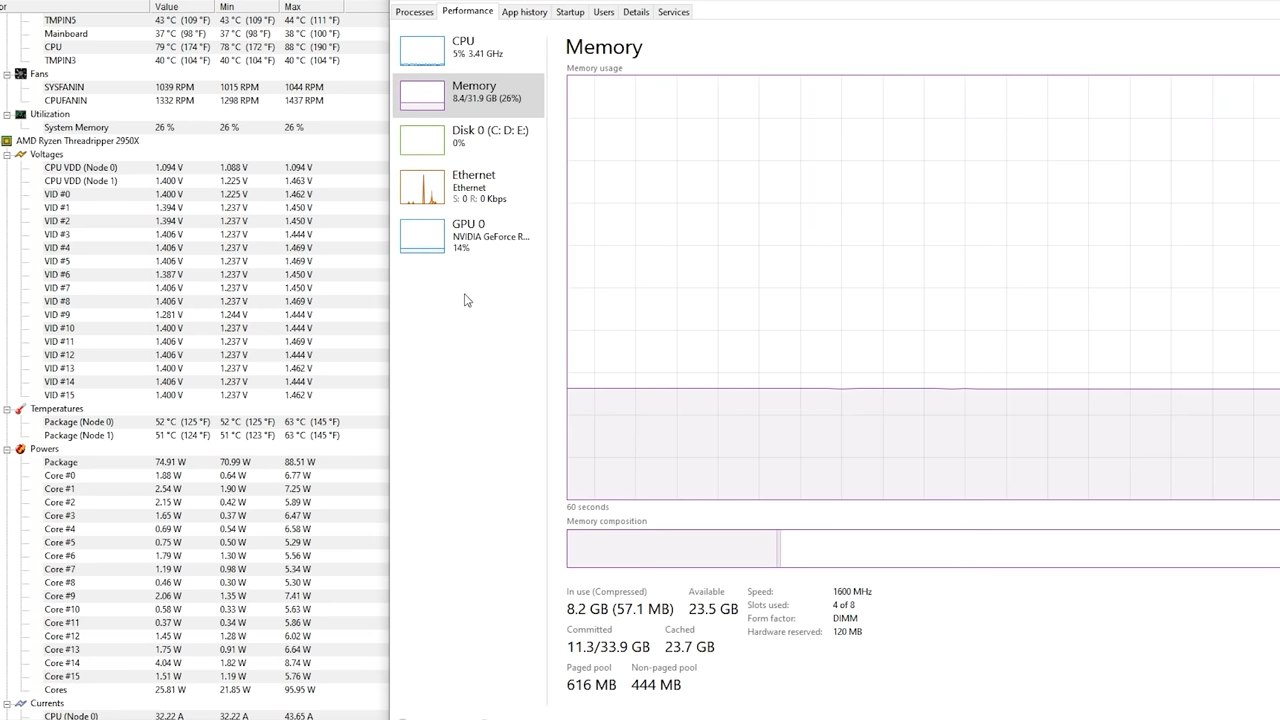 or Value Min Max
TMPIN5 43 °C (109 °F) 43 °C (109 °F) 44 °C (111 °F)
Mainboard 37 °C (98 °F) 37 °C (98 °F) 38 °C (100 °F)
CPU 79 °C (174 °F) 78 °C (172 °F) 88 °C (190 °F)
TMPIN3 40 °C (104 °F) 40 °C (104 °F) 40 °C (104 °F)
Fans
SYSFANIN 1039 RPM 1015 RPM 1044 RPM
CPUFANIN 1332 RPM 1298 RPM 1437 RPM
Utilization
System Memory 26 % 26 % 26 %
AMD Ryzen Threadripper 2950X
Voltages
CPU VDD (Node 0) 1.094 V 1.088 V 1.094 V
CPU VDD (Node 1) 1.400 V 1.225 V 1.463 V
VID #0 1.400 V 1.225 V 1.462 V
VID #1 1.394 V 1.237 V 1.450 V
VID #2 1.394 V 1.237 V 1.450 V
VID #3 1.406 V 1.237 V 1.444 V
VID #4 1.406 V 1.237 V 1.469 V
VID #5 1.406 V 1.237 V 1.469 V
VID #6 1.387 V 1.237 V 1.450 V
VID #7 1.406 V 1.237 V 1.450 V
VID #8 1.406 V 1.237 V 1.469 V
VID #9 1.281 V 1.244 V 1.444 V
VID #10 1.400 V 1.237 V 1.444 V
VID #11 1.406 V 1.237 V 1.469 V
VID #12 1.406 V 1.237 V 1.444 V
VID #13 1.400 V 1.237 V 1.462 V
VID #14 1.406 V 1.237 V 1.444 V
VID #15 1.400 V 1.237 V 1.462 V
Temperatures
Package (Node 0) 52 °C (125 °F) 52 °C (125 °F) 63 °C (145 °F)
Package (Node 1) 51 °C (124 °F) 51 °C (123 °F) 63 °C (145 °F)
Powers
Package 74.91 W 70.99 W 88.51 W
Core #0 1.88 W 0.64 W 6.77 W
Core #1 2.54 W 1.90 W 7.25 W
Core #2 2.15 W 0.42 W 5.89 W
Core #3 1.65 W 0.37 W 6.47 W
Core #4 0.69 W 0.54 W 6.58 W
Core #5 0.75 W 0.50 W 5.29 W
Core #6 1.79 W 1.30 W 5.56 W
Core #7 1.19 W 0.98 W 5.34 W
Core #8 0.46 W 0.30 W 5.30 W
Core #9 2.06 W 1.35 W 7.41 W
Core #10 0.58 W 0.33 W 5.63 W
Core #11 0.37 W 0.34 W 5.86 W
Core #12 1.45 W 1.28 W 6.02 W
Core #13 1.75 W 0.91 W 6.64 W
Core #14 4.04 W 1.82 W 8.74 W
Core #15 1.51 W 1.19 W 5.76 W
Cores 25.81 W 21.85 W 95.95 W
Currents
CPU (Node 0) 32.22 A 32.22 A 43.65 A
Processes Performance App history Startup Users Details Services
CPU
5% 3.41 GHz
Memory
8.4/31.9 GB (26%)
Disk 0 (C: D: E:)
0%
Ethernet
Ethernet
S: 0 R: 0 Kbps
GPU 0
NVIDIA GeForce R...
14%
Memory
Memory usage
60 seconds
Memory composition
In use (Compressed) Available
8.2 GB (57.1 MB) 23.5 GB
Committed Cached
11.3/33.9 GB 23.7 GB
Paged pool Non-paged pool
616 MB 444 MB
Speed: 1600 MHz
Slots used: 4 of 8
Form factor: DIMM
Hardware reserved: 120 MB